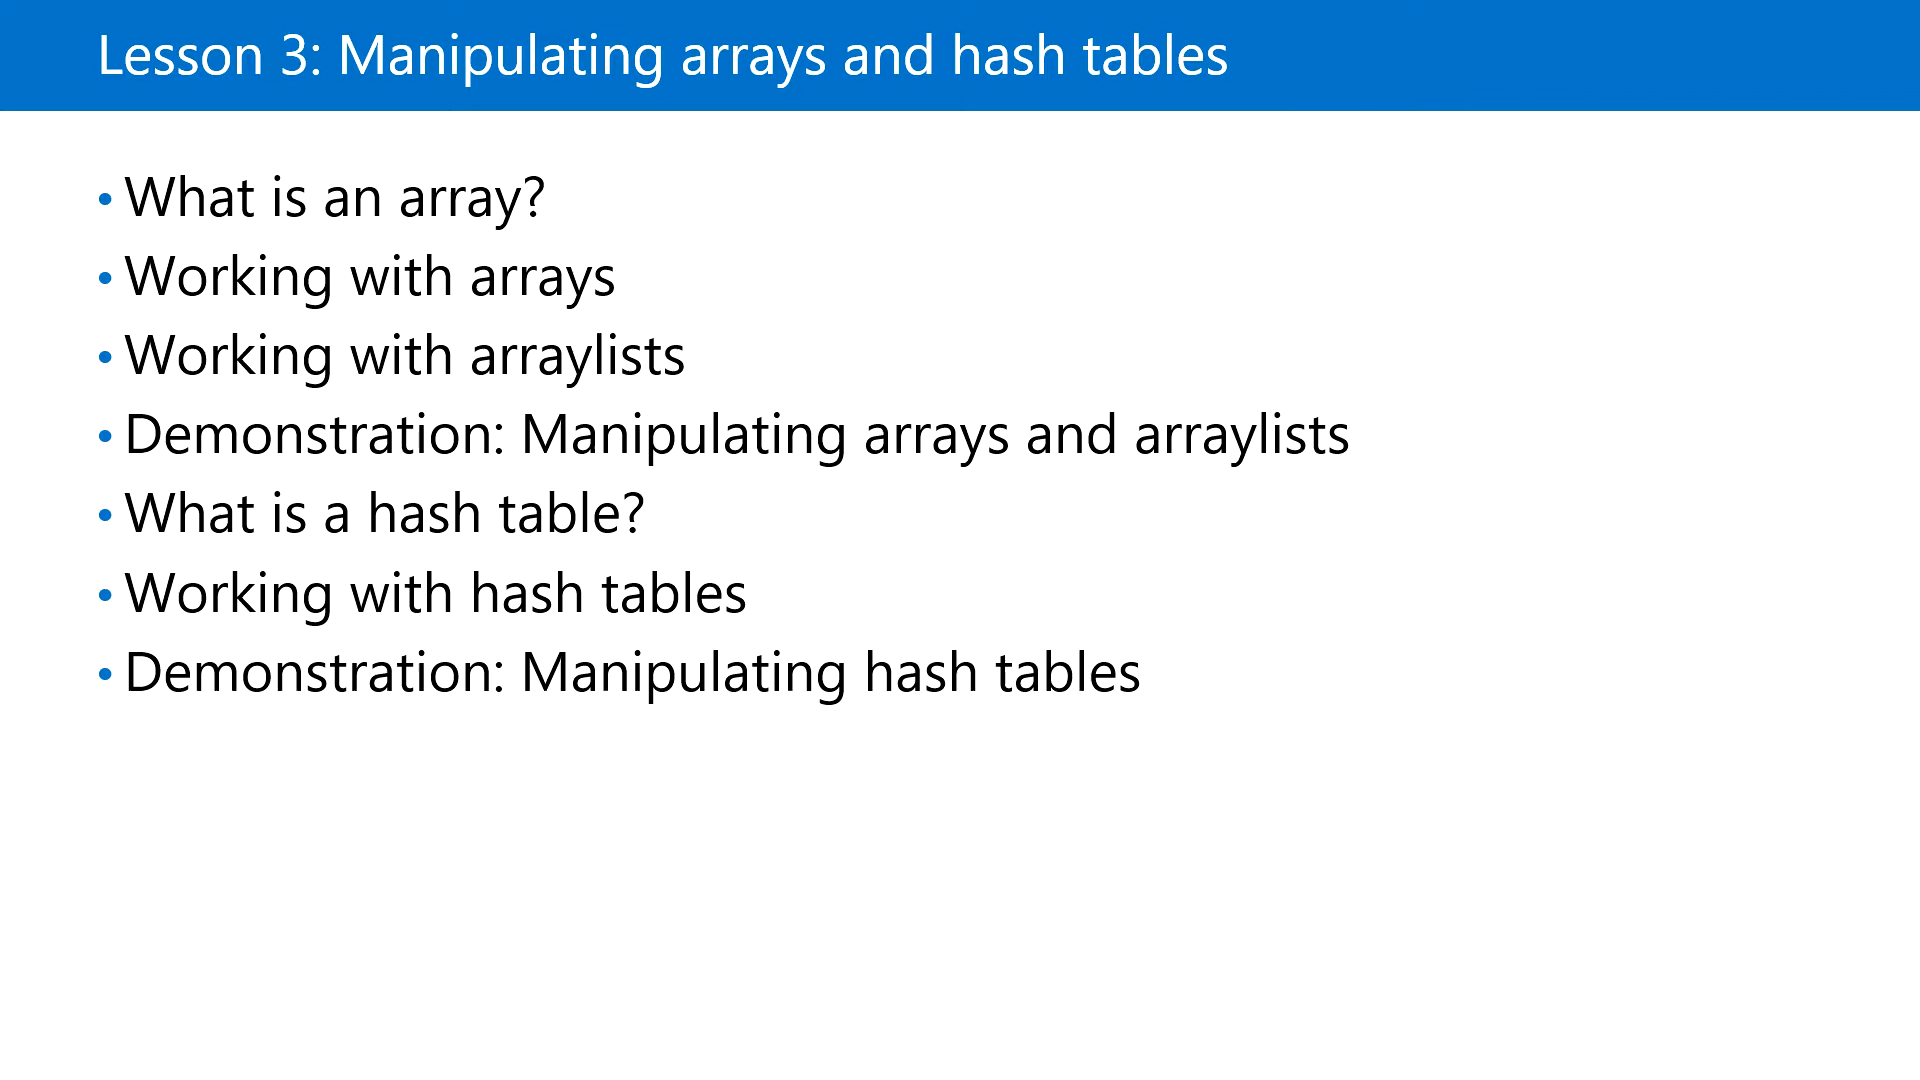 Lesson 3: Manipulating arrays and hash tables
• What is an array?
• Working with arrays
• Working with arraylists
• Demonstration: Manipulating arrays and arraylists
• What is a hash table?
• Working with hash tables
• Demonstration: Manipulating hash tables